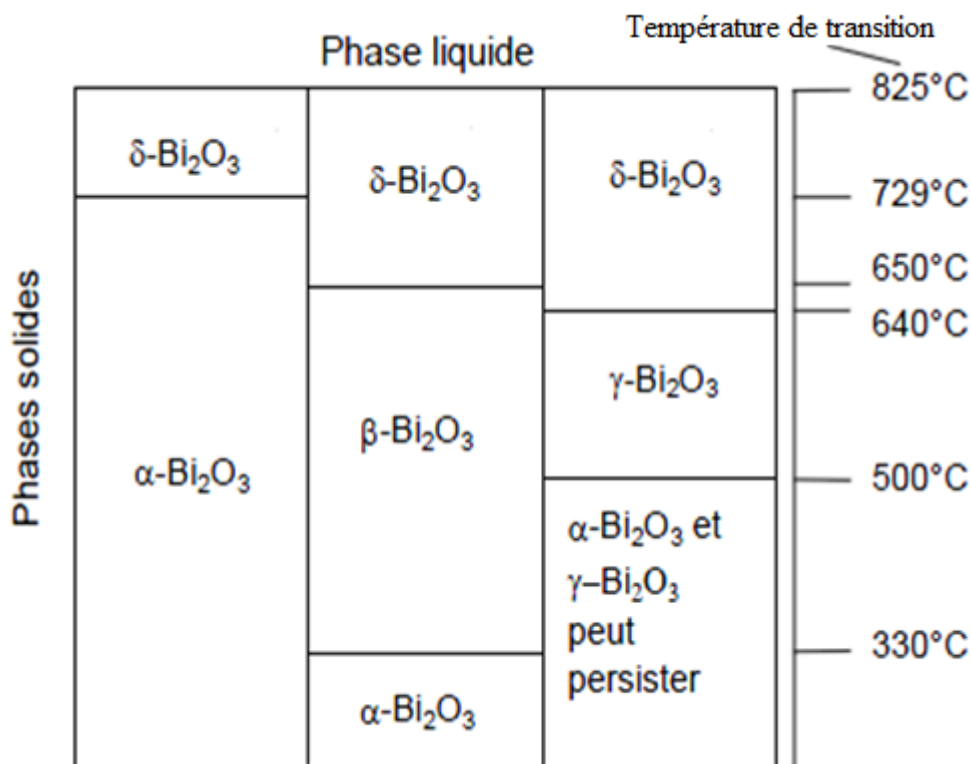 Température de transition
Phase liquide
825°C
δ-Bi₂O₃
δ-Bi₂O₃
δ-Bi₂O₃
729°C
650°C
640°C
Phases solides
α-Bi₂O₃
β-Bi₂O₃
γ-Bi₂O₃
500°C
α-Bi₂O₃ et
γ–Bi₂O₃
peut
persister
330°C
α-Bi₂O₃